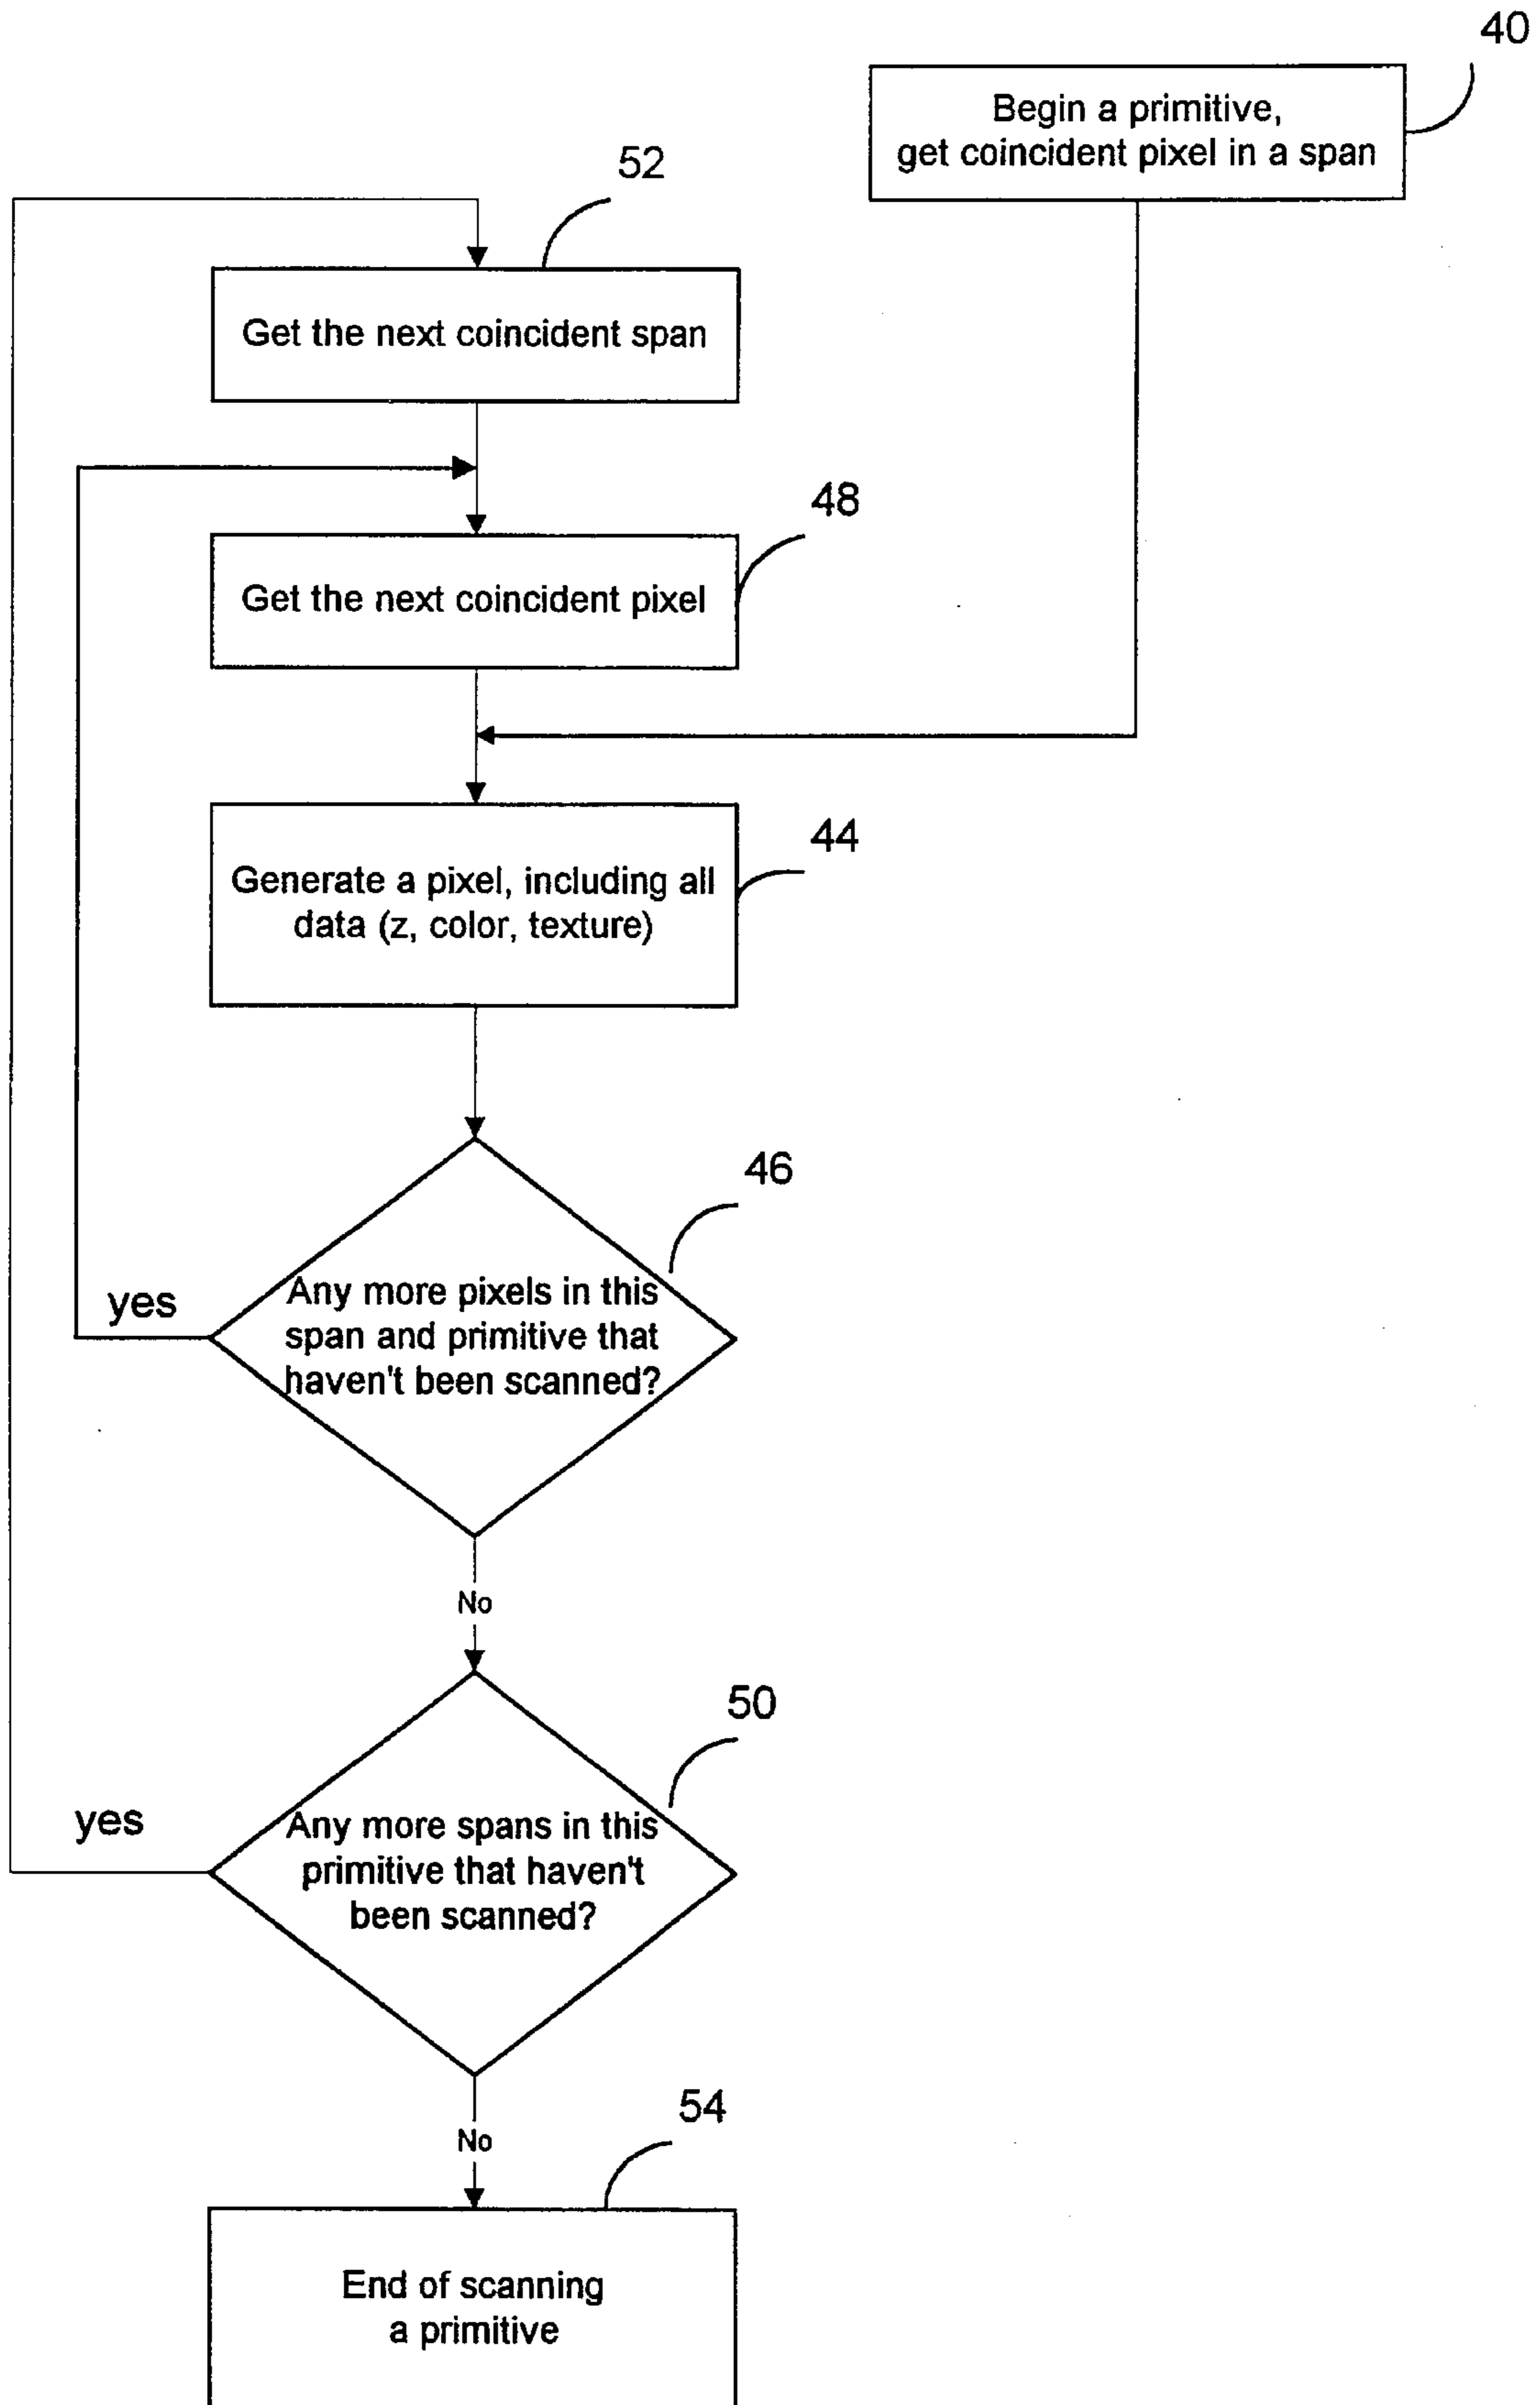 40
Begin a primitive,
get coincident pixel in a span
52
Get the next coincident span
48
Get the next coincident pixel
44
Generate a pixel, including all
data (z, color, texture)
46
Any more pixels in this
span and primitive that
haven't been scanned?
yes
No
50
Any more spans in this
primitive that haven't
been scanned?
yes
No
54
End of scanning
a primitive